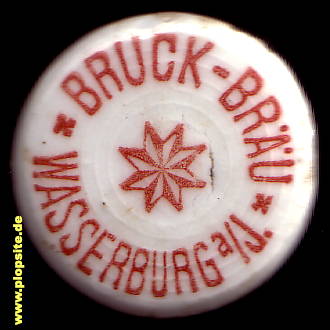 * BRUCK-BRÄU *
WASSERBURG a/J.
© www.plopsite.de